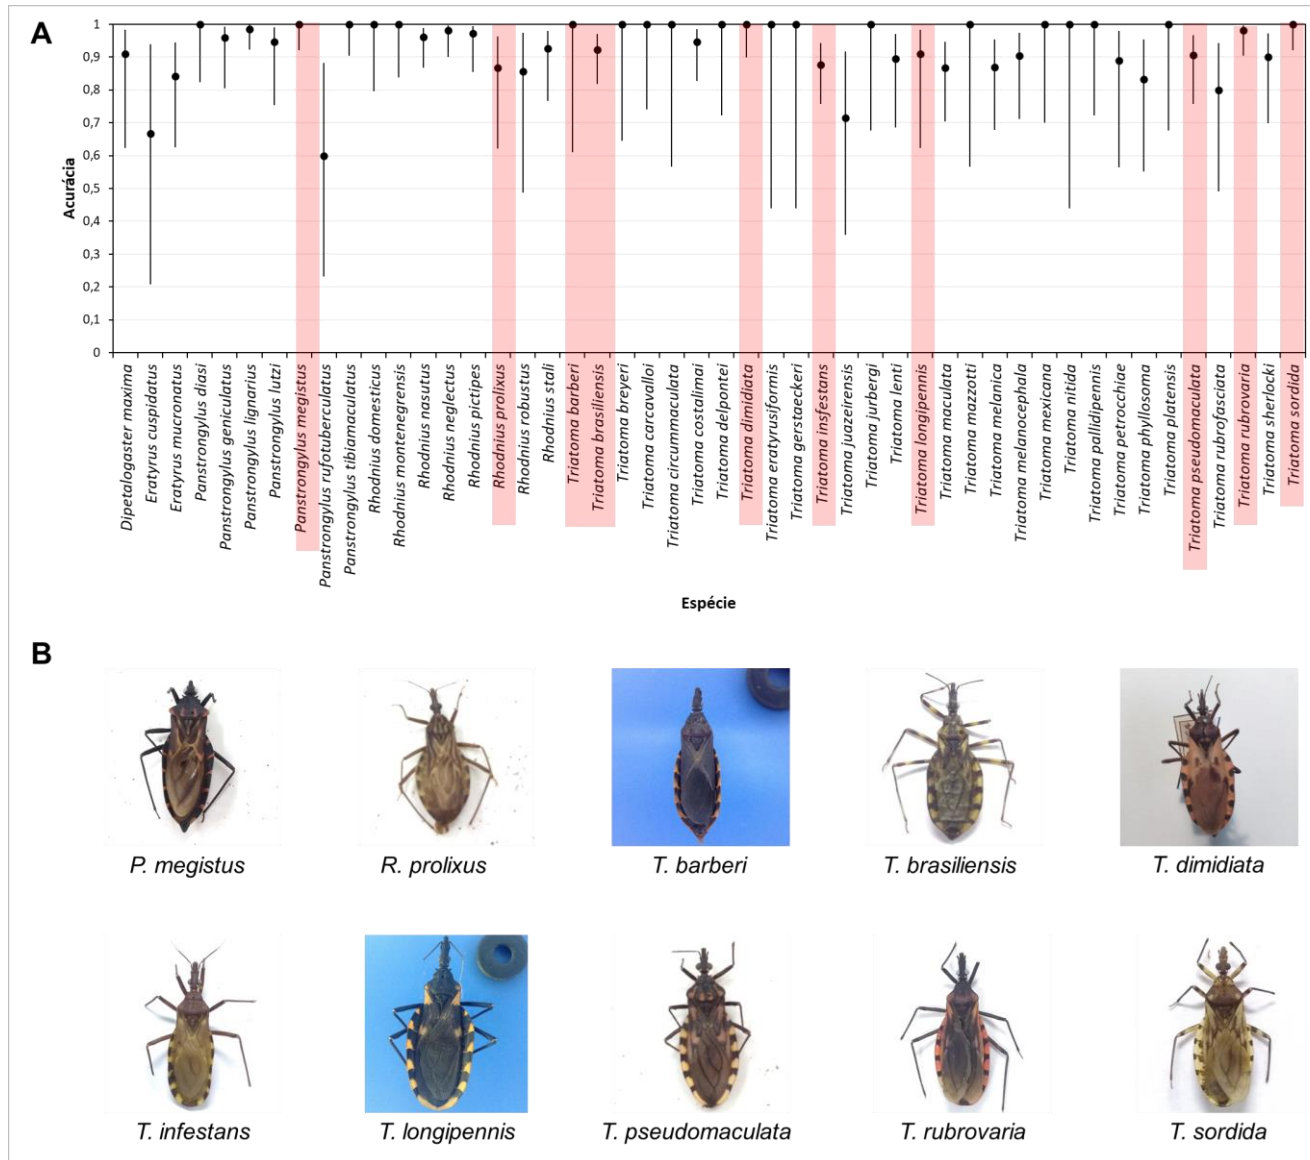 A
Acurácia
1
0,9
0,8
0,7
0,6
0,5
0,4
0,3
0,2
0,1
0
Dipetalogaster maxima
Eratyrus cuspidatus
Eratyrus mucronatus
Panstrongylus diasi
Panstrongylus geniculatus
Panstrongylus lignarius
Panstrongylus lutzi
Panstrongylus megistus
Panstrongylus rufotuberculatus
Panstrongylus tibiamaculatus
Rhodnius domesticus
Rhodnius montenegrensis
Rhodnius nasutus
Rhodnius neglectus
Rhodnius pictipes
Rhodnius prolixus
Rhodnius robustus
Rhodnius stali
Triatoma barberi
Triatoma brasiliensis
Triatoma breyeri
Triatoma carcavalloi
Triatoma circummaculata
Triatoma costalimai
Triatoma delpontei
Triatoma dimidiata
Triatoma eratyrusiformis
Triatoma gerstaeckeri
Triatoma insfestans
Triatoma juazeirensis
Triatoma jurbergi
Triatoma lenti
Triatoma longipennis
Triatoma maculata
Triatoma mazzotti
Triatoma melanica
Triatoma melanocephala
Triatoma mexicana
Triatoma nitida
Triatoma pallidipennis
Triatoma petrocchiae
Triatoma phyllosoma
Triatoma platensis
Triatoma pseudomaculata
Triatoma rubrofasciata
Triatoma rubrovaria
Triatoma sherlocki
Triatoma sordida
Espécie
B
P. megistus
R. prolixus
T. barberi
T. brasiliensis
T. dimidiata
T. infestans
T. longipennis
T. pseudomaculata
T. rubrovaria
T. sordida